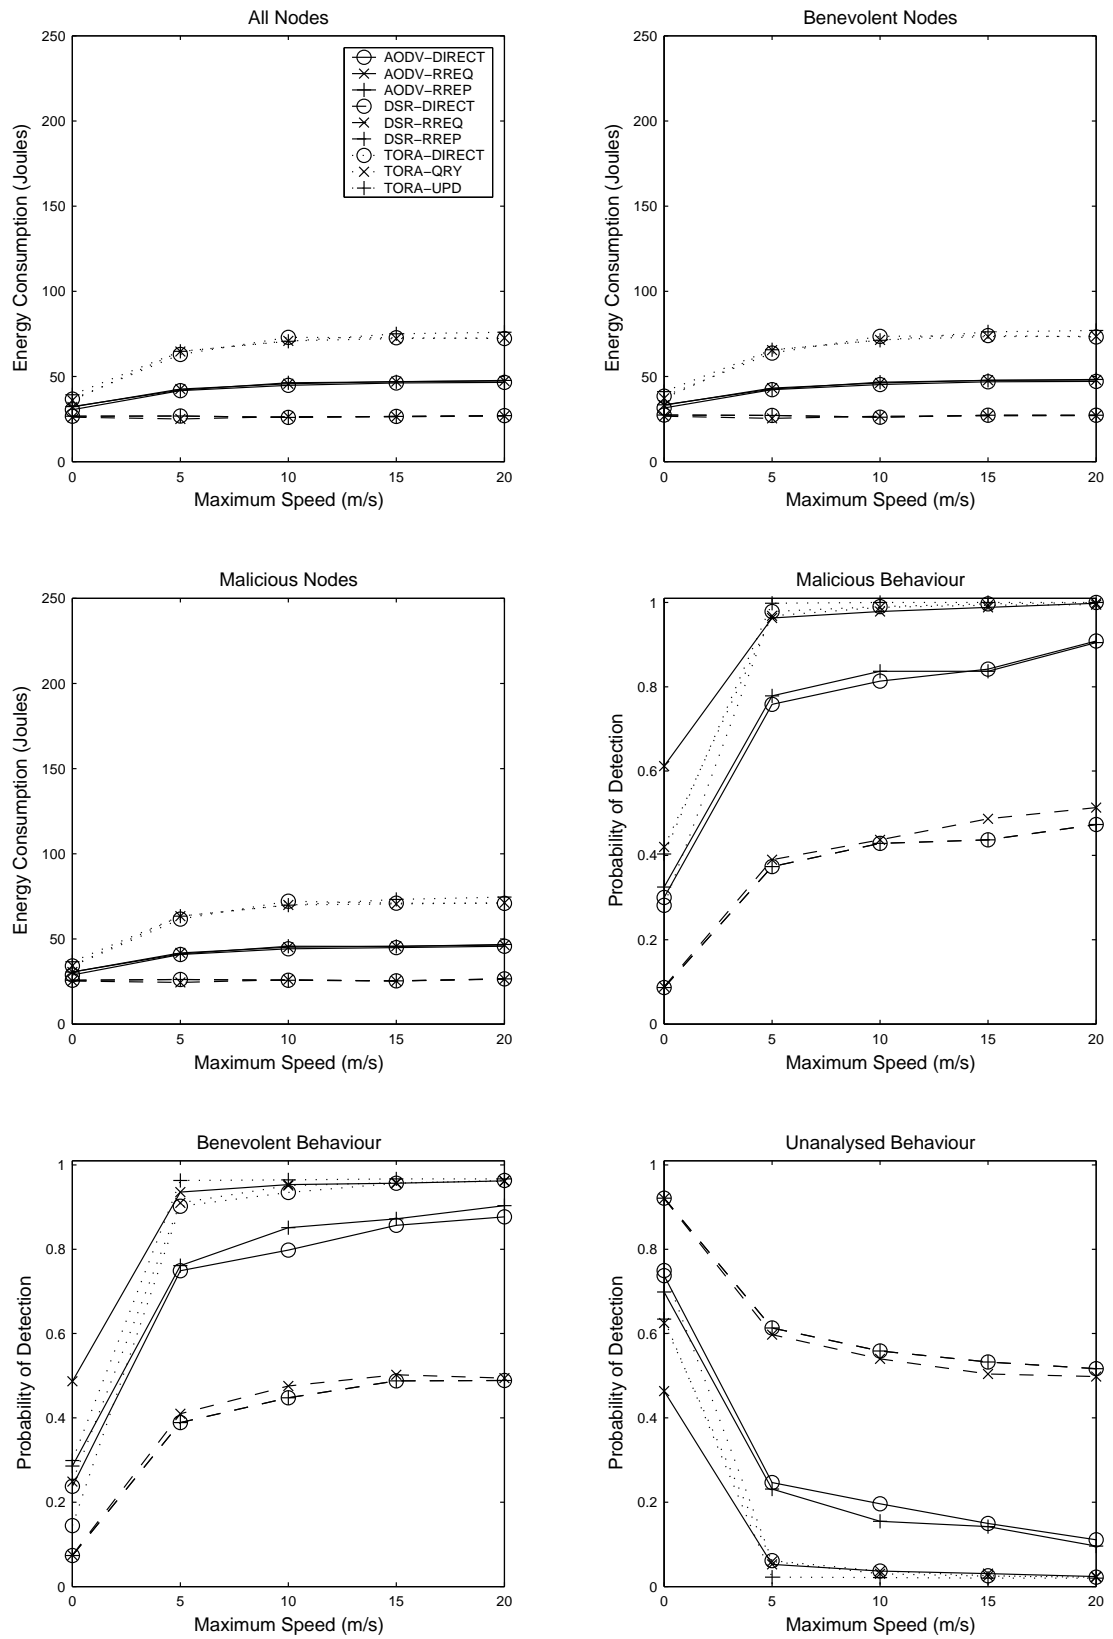 All Nodes
250
200
150
100
50
0
Energy Consumption (Joules)
AODV-DIRECT
AODV-RREQ
AODV-RREP
DSR-DIRECT
DSR-RREQ
DSR-RREP
TORA-DIRECT
TORA-QRY
TORA-UPD
0 5 10 15 20
Maximum Speed (m/s)
Benevolent Nodes
250
200
150
100
50
0
Energy Consumption (Joules)
0 5 10 15 20
Maximum Speed (m/s)
Malicious Nodes
250
200
150
100
50
0
Energy Consumption (Joules)
0 5 10 15 20
Maximum Speed (m/s)
Malicious Behaviour
1
0.8
0.6
0.4
0.2
0
Probability of Detection
0 5 10 15 20
Maximum Speed (m/s)
Benevolent Behaviour
1
0.8
0.6
0.4
0.2
0
Probability of Detection
0 5 10 15 20
Maximum Speed (m/s)
Unanalysed Behaviour
1
0.8
0.6
0.4
0.2
0
Probability of Detection
0 5 10 15 20
Maximum Speed (m/s)